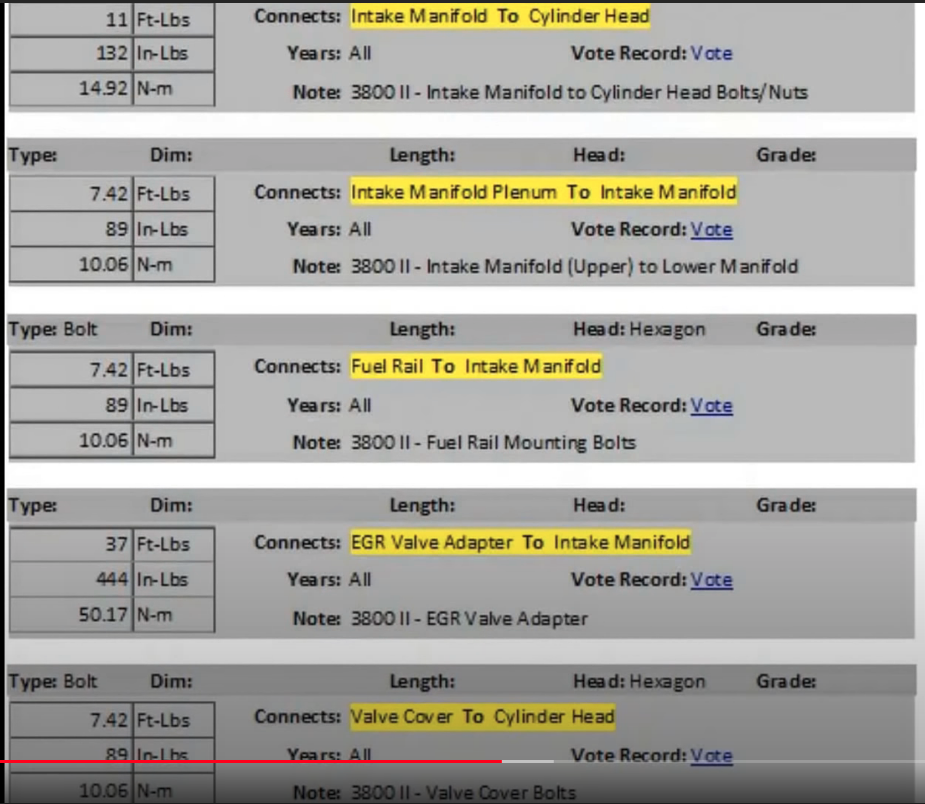 11 Ft-Lbs Connects: Intake Manifold To Cylinder Head
132 In-Lbs Years: All Vote Record: Vote
14.92 N-m Note: 3800 II - Intake Manifold to Cylinder Head Bolts/Nuts
Type: Dim: Length: Head: Grade:
7.42 Ft-Lbs Connects: Intake Manifold Plenum To Intake Manifold
89 In-Lbs Years: All Vote Record: Vote
10.06 N-m Note: 3800 II - Intake Manifold (Upper) to Lower Manifold
Type: Bolt Dim: Length: Head: Hexagon Grade:
7.42 Ft-Lbs Connects: Fuel Rail To Intake Manifold
89 In-Lbs Years: All Vote Record: Vote
10.06 N-m Note: 3800 II - Fuel Rail Mounting Bolts
Type: Dim: Length: Head: Grade:
37 Ft-Lbs Connects: EGR Valve Adapter To Intake Manifold
444 In-Lbs Years: All Vote Record: Vote
50.17 N-m Note: 3800 II - EGR Valve Adapter
Type: Bolt Dim: Length: Head: Hexagon Grade:
7.42 Ft-Lbs Connects: Valve Cover To Cylinder Head
89 In-Lbs Years: All Vote Record: Vote
10.06 N-m Note: 3800 II - Valve Cover Bolts